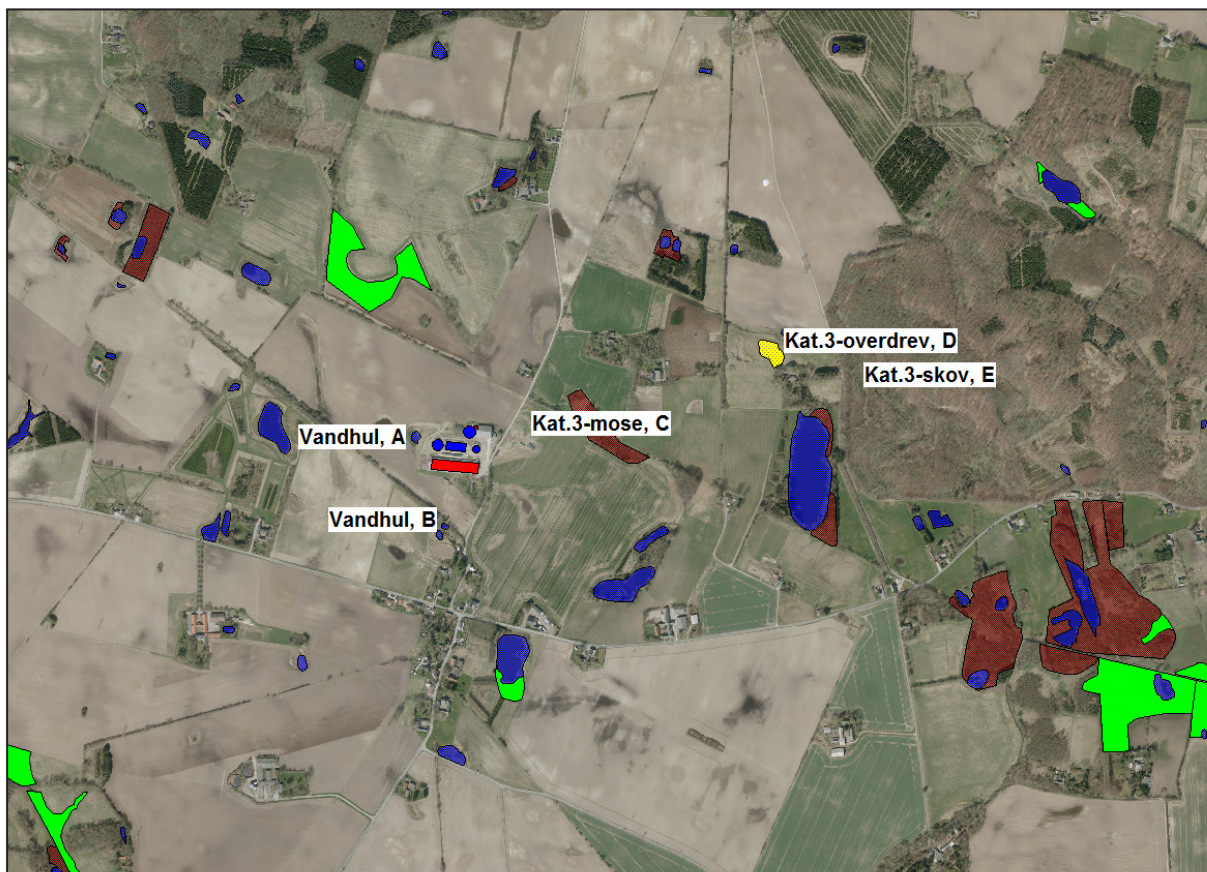 Kat.3-overdrev, D
Kat.3-skov, E
Kat.3-mose, C
Vandhul, A
Vandhul, B